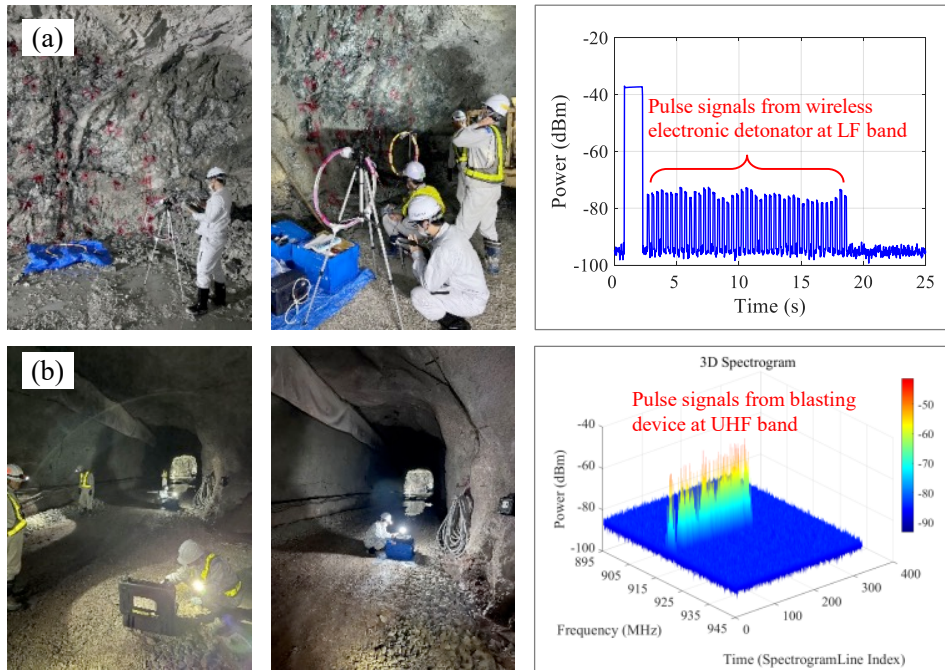 (a)
-20
-40
-60
-80
-100
Power (dBm)
Pulse signals from wireless
electronic detonator at LF band
0 5 10 15 20 25
Time (s)
(b)
3D Spectrogram
Pulse signals from blasting
device at UHF band
-40
-60
-80
-100
Power (dBm)
-50
-60
-70
-80
-90
895
905
915
925
935
945
Frequency (MHz)
0
100
200
300
400
Time (SpectrogramLine Index)